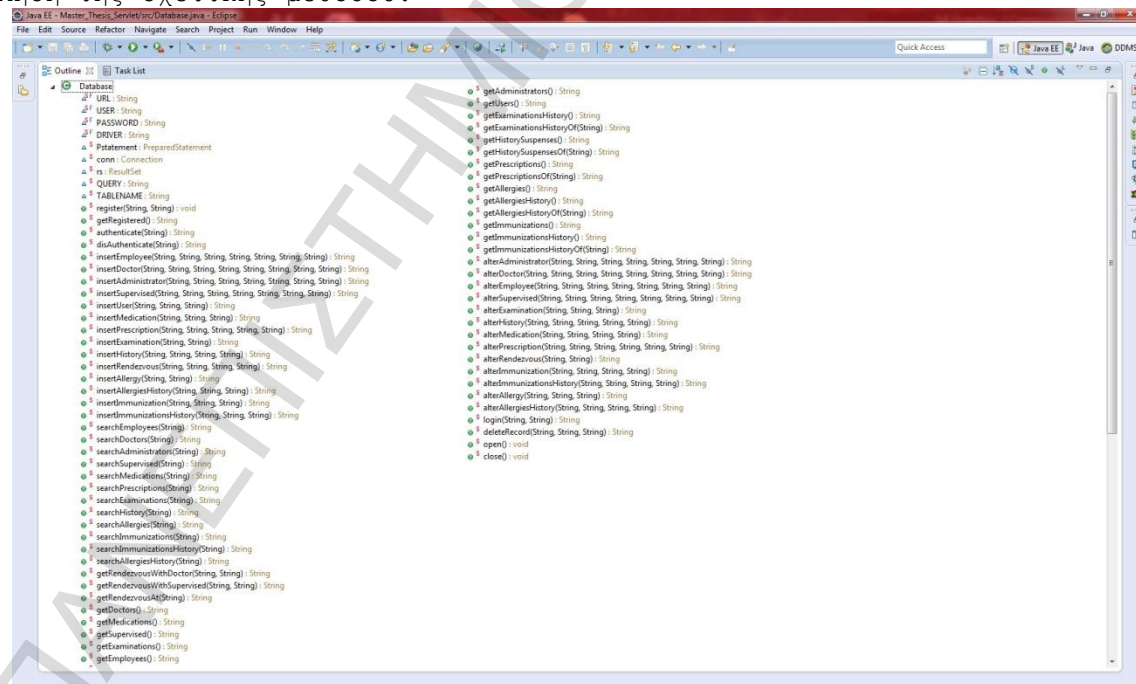 της σχετικής μεθόδου.
Java EE - Master_Thesis_Servlet/src/Database.java - Eclipse
File Edit Source Refactor Navigate Search Project Run Window Help
Quick Access
Java EE
Java
DDMS
Outline
Task List
Database
URL : String
USER : String
PASSWORD : String
DRIVER : String
Pstatement : PreparedStatement
conn : Connection
rs : ResultSet
QUERY : String
TABLENAME : String
register(String, String) : void
getRegistered() : String
authenticate(String) : String
disAuthenticate(String) : String
insertEmployee(String, String, String, String, String, String, String) : String
insertDoctor(String, String, String, String, String, String, String, String) : String
insertAdministrator(String, String, String, String, String, String, String) : String
insertSupervised(String, String, String, String, String, String, String) : String
insertUser(String, String, String) : String
insertMedication(String, String, String) : String
insertPrescription(String, String, String, String, String) : String
insertExamination(String, String) : String
insertHistory(String, String, String, String) : String
insertRendezvous(String, String, String, String) : String
insertAllergy(String, String) : String
insertAllergiesHistory(String, String, String) : String
insertImmunization(String, String) : String
insertImmunizationsHistory(String, String, String) : String
searchEmployees(String) : String
searchDoctors(String) : String
searchAdministrators(String) : String
searchSupervised(String) : String
searchMedications(String) : String
searchPrescriptions(String) : String
searchExaminations(String) : String
searchHistory(String) : String
searchAllergies(String) : String
searchImmunizations(String) : String
searchImmunizationsHistory(String) : String
searchAllergiesHistory(String) : String
getRendezvousWithDoctor(String, String) : String
getRendezvousWithSupervised(String, String) : String
getRendezvousAt(String) : String
getDoctors() : String
getMedications() : String
getSupervised() : String
getExaminations() : String
getEmployees() : String
getAdministrators() : String
getUsers() : String
getExaminationsHistory() : String
getExaminationsHistoryOf(String) : String
getHistorySuspenses() : String
getHistorySuspensesOf(String) : String
getPrescriptions() : String
getPrescriptionsOf(String) : String
getAllergies() : String
getAllergiesHistory() : String
getAllergiesHistoryOf(String) : String
getImmunizations() : String
getImmunizationsHistory() : String
getImmunizationsHistoryOf(String) : String
alterAdministrator(String, String, String, String, String, String, String) : String
alterDoctor(String, String, String, String, String, String, String, String) : String
alterEmployee(String, String, String, String, String, String, String) : String
alterSupervised(String, String, String, String, String, String, String) : String
alterExamination(String, String, String) : String
alterHistory(String, String, String, String, String) : String
alterMedication(String, String, String, String) : String
alterPrescription(String, String, String, String, String, String) : String
alterRendezvous(String, String) : String
alterImmunization(String, String, String) : String
alterImmunizationsHistory(String, String, String, String) : String
alterAllergy(String, String, String) : String
alterAllergiesHistory(String, String, String, String) : String
login(String, String) : String
deleteRecord(String, String, String) : String
open() : void
close() : void